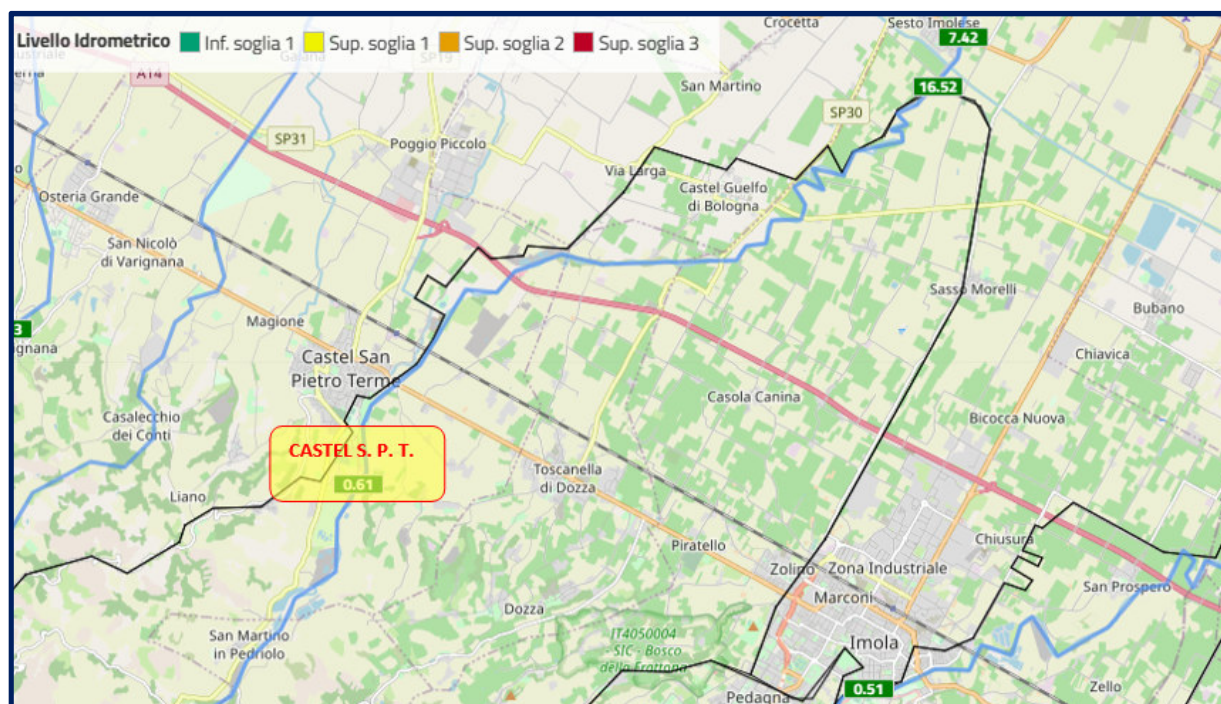 Livello Idrometrico Inf. soglia 1 Sup. soglia 1 Sup. soglia 2 Sup. soglia 3
Crocetta
Sesto Imolese
7.42
A14
SP19
San Martino
16.52
SP30
SP31
Poggio Piccolo
Via Larga
Castel Guelfo
di Bologna
Osteria Grande
San Nicolò
di Varignana
Sasso Morelli
Bubano
Magione
3
ignana
Castel San
Pietro Terme
Chiavica
Casola Canina
Bicocca Nuova
Casalecchio
dei Conti
CASTEL S. P. T.
0.61
Liano
Toscanella
di Dozza
Piratello
Chiusura
Zolino
Zona Industriale
San Prospero
Marconi
Dozza
San Martino
in Pedriolo
IT4050004
- SIC - Bosco
della Frattona
Imola
Pedagna
0.51
Zello